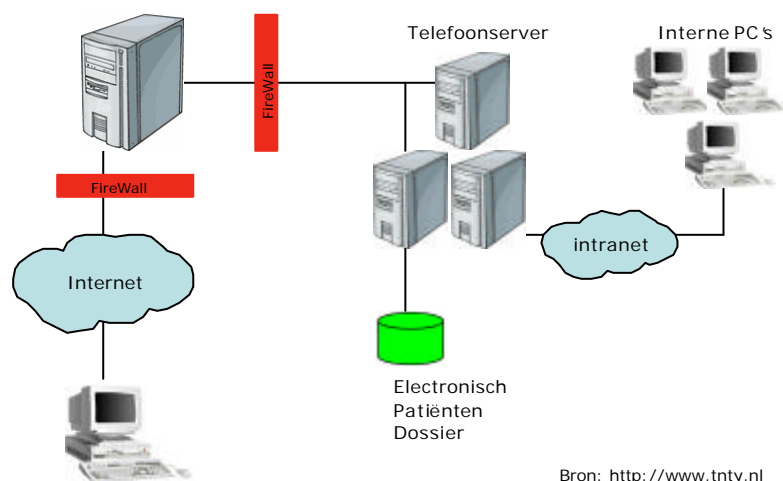 Telefoonserver
Interne PC's
FireWall
FireWall
Internet
intranet
Electronisch
Patiënten
Dossier
Bron: http://www.tntv.nl